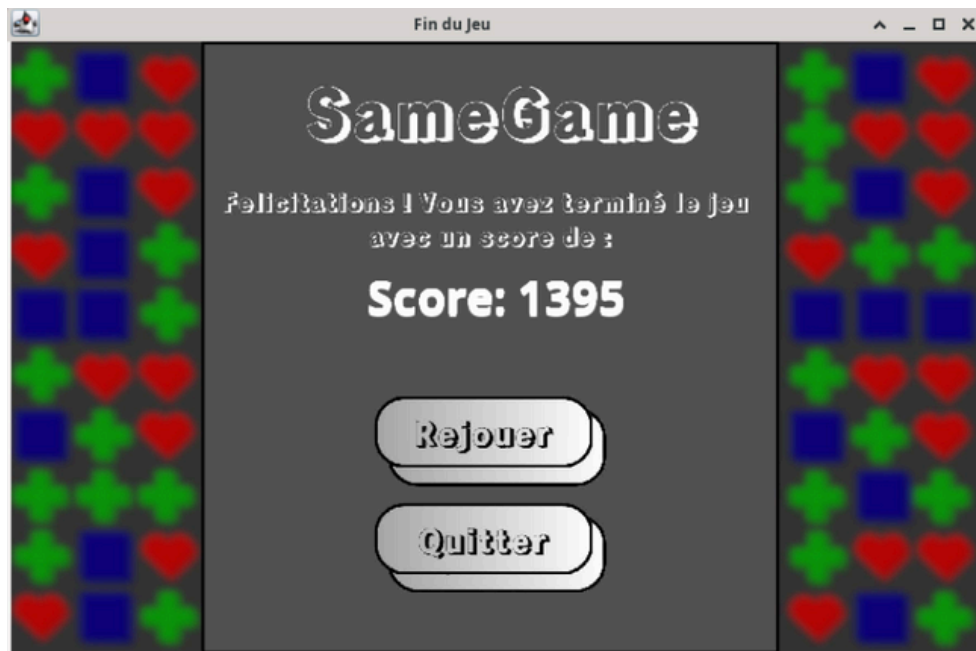 Fin du Jeu
SameGame
Felicitations ! Vous avez terminé le jeu
avec un score de :
Score: 1395
Rejouer
Quitter